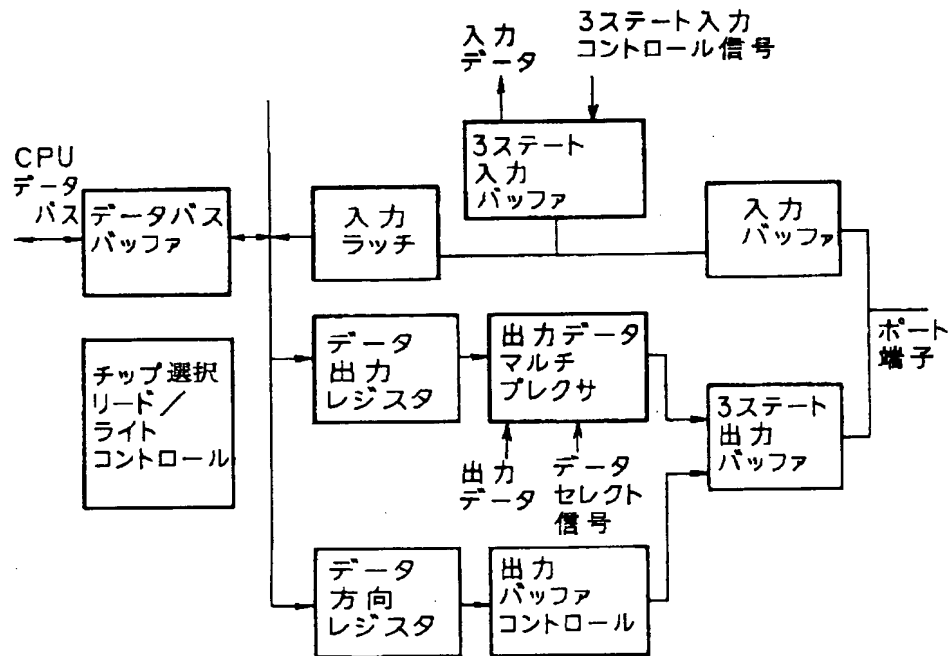 入力
データ
3ステート入力
コントロール信号
3ステート
入力
バッファ
CPU
データ
バス
データバス
バッファ
入力
ラッチ
入力
バッファ
ポート
端子
チップ選択
リード/
ライト
コントロール
データ
出力
レジスタ
出力データ
マルチ
プレクサ
3ステート
出力
バッファ
出力
データ
データ
セレクト
信号
データ
方向
レジスタ
出力
バッファ
コントロール